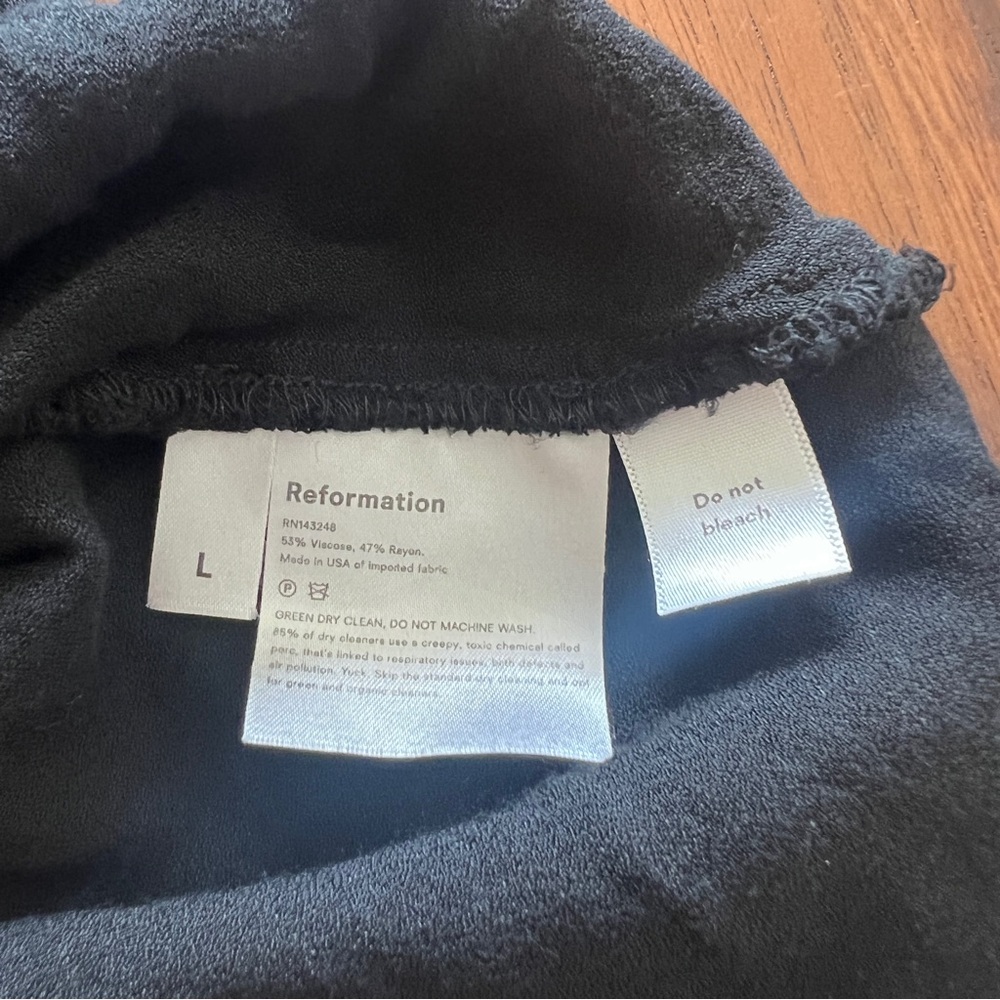 L
Reformation
RN143248
53% Viscose, 47% Rayon.
Made in USA of imported fabric
P
GREEN DRY CLEAN, DO NOT MACHINE WASH.
85% of dry cleaners use a creepy, toxic chemical called
perc, that's linked to respiratory issues, birth defects and
air pollution. Yuck. Skip the standard dry cleaning and opt
for green and organic cleaners.
Do not
bleach